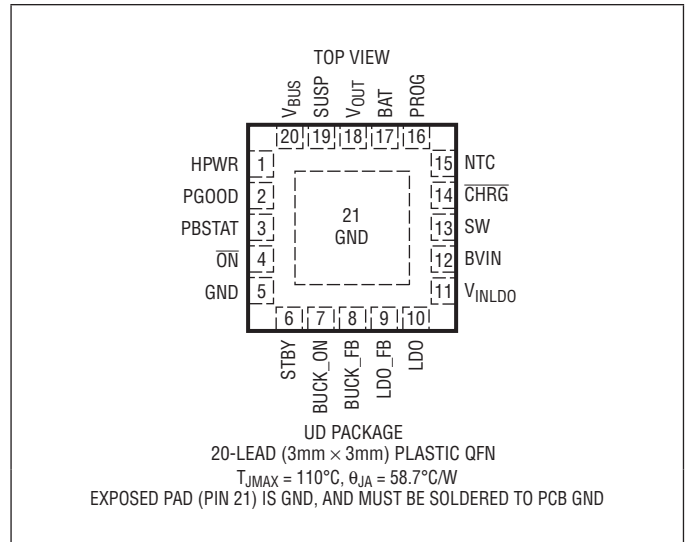 TOP VIEW
VBUS
SUSP
VOUT
BAT
PROG
20 19 18 17 16
HPWR 1
PGOOD 2
PBSTAT 3
O̅N̅ 4
GND 5
21
GND
15 NTC
14 C̅H̅R̅G̅
13 SW
12 BVIN
11 VINLDO
6 7 8 9 10
STBY
BUCK_ON
BUCK_FB
LDO_FB
LDO
UD PACKAGE
20-LEAD (3mm × 3mm) PLASTIC QFN
TJMAX = 110°C, θJA = 58.7°C/W
EXPOSED PAD (PIN 21) IS GND, AND MUST BE SOLDERED TO PCB GND